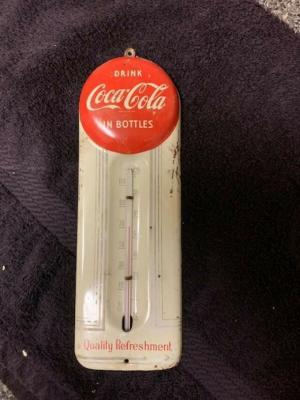 DRINK
Coca-Cola
IN BOTTLES
Quality Refreshment